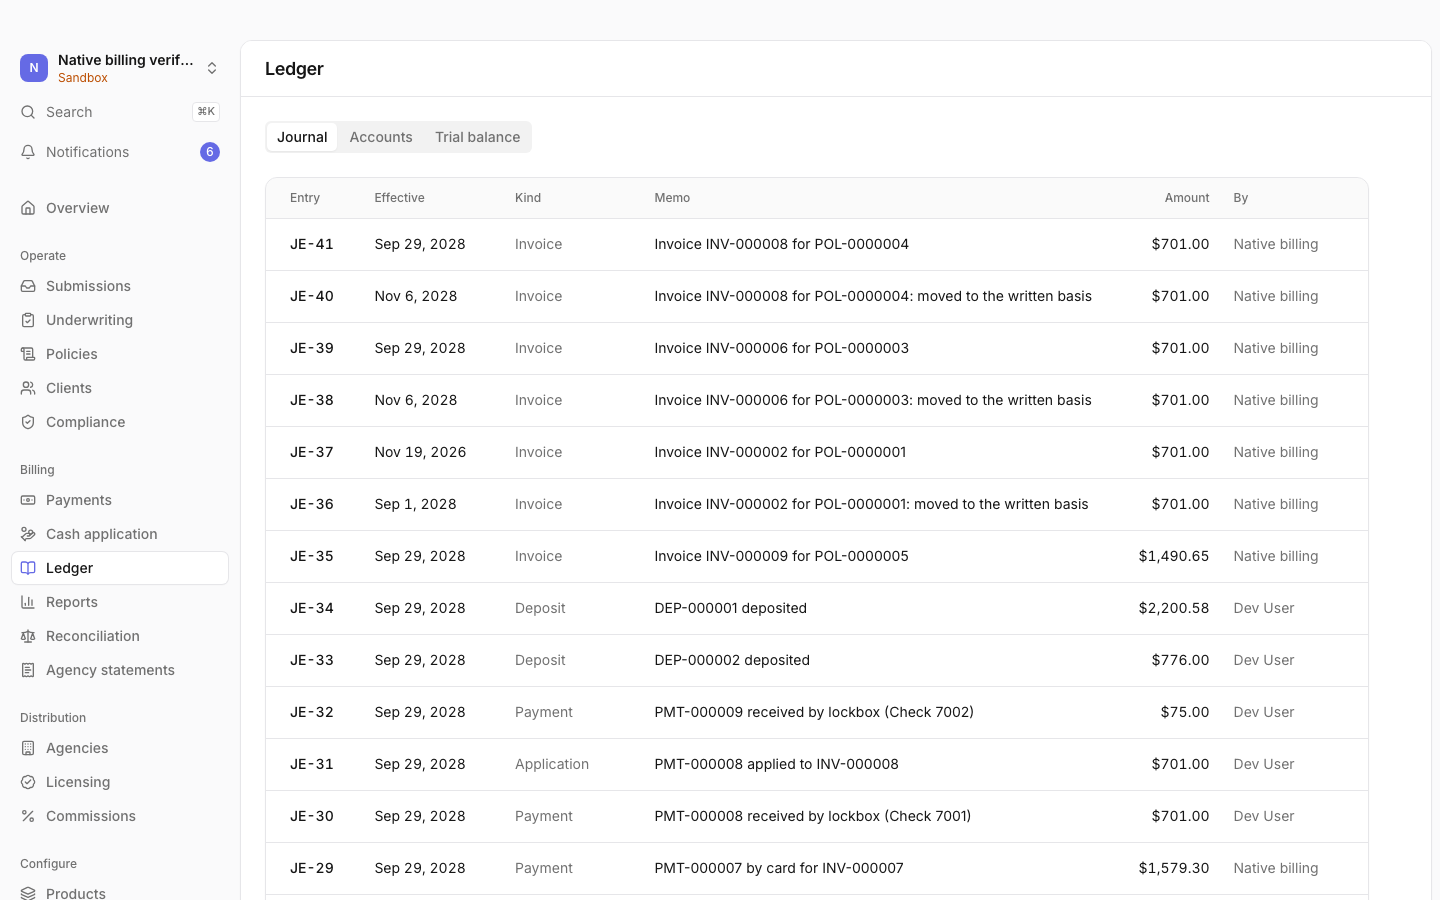 N
Native billing verif...
Sandbox
Search
⌘K
Notifications
6
Overview
Operate
Submissions
Underwriting
Policies
Clients
Compliance
Billing
Payments
Cash application
Ledger
Reports
Reconciliation
Agency statements
Distribution
Agencies
Licensing
Commissions
Configure
Products
Ledger
Journal Accounts Trial balance
Entry Effective Kind Memo Amount By
JE-41 Sep 29, 2028 Invoice Invoice INV-000008 for POL-0000004 $701.00 Native billing
JE-40 Nov 6, 2028 Invoice Invoice INV-000008 for POL-0000004: moved to the written basis $701.00 Native billing
JE-39 Sep 29, 2028 Invoice Invoice INV-000006 for POL-0000003 $701.00 Native billing
JE-38 Nov 6, 2028 Invoice Invoice INV-000006 for POL-0000003: moved to the written basis $701.00 Native billing
JE-37 Nov 19, 2026 Invoice Invoice INV-000002 for POL-0000001 $701.00 Native billing
JE-36 Sep 1, 2028 Invoice Invoice INV-000002 for POL-0000001: moved to the written basis $701.00 Native billing
JE-35 Sep 29, 2028 Invoice Invoice INV-000009 for POL-0000005 $1,490.65 Native billing
JE-34 Sep 29, 2028 Deposit DEP-000001 deposited $2,200.58 Dev User
JE-33 Sep 29, 2028 Deposit DEP-000002 deposited $776.00 Dev User
JE-32 Sep 29, 2028 Payment PMT-000009 received by lockbox (Check 7002) $75.00 Dev User
JE-31 Sep 29, 2028 Application PMT-000008 applied to INV-000008 $701.00 Dev User
JE-30 Sep 29, 2028 Payment PMT-000008 received by lockbox (Check 7001) $701.00 Dev User
JE-29 Sep 29, 2028 Payment PMT-000007 by card for INV-000007 $1,579.30 Native billing